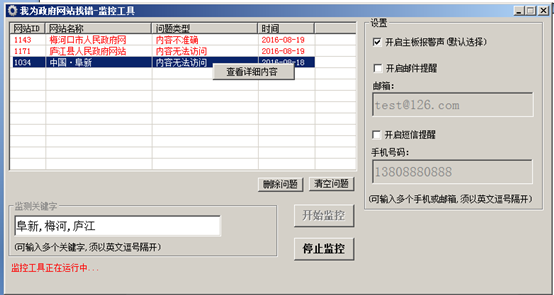 我为政府网站找错-监控工具
网站ID 网站名称 问题类型 时间
1143 梅河口市人民政府网 内容不准确 2016-08-19
1171 庐江县人民政府网站 内容无法访问 2016-08-19
1034 中国·阜新 内容无法访问 2016-08-18
查看详细内容
删除问题 清空问题
监测关键字
阜新,梅河,庐江
(可输入多个关键字,须以英文逗号隔开)
开始监控
停止监控
监控工具正在运行中...
设置
开启主板报警声(默认选择)
开启邮件提醒
邮箱:
test@126.com
开启短信提醒
手机号码:
13808880888
(可输入多个手机或邮箱,须以英文逗号隔开)